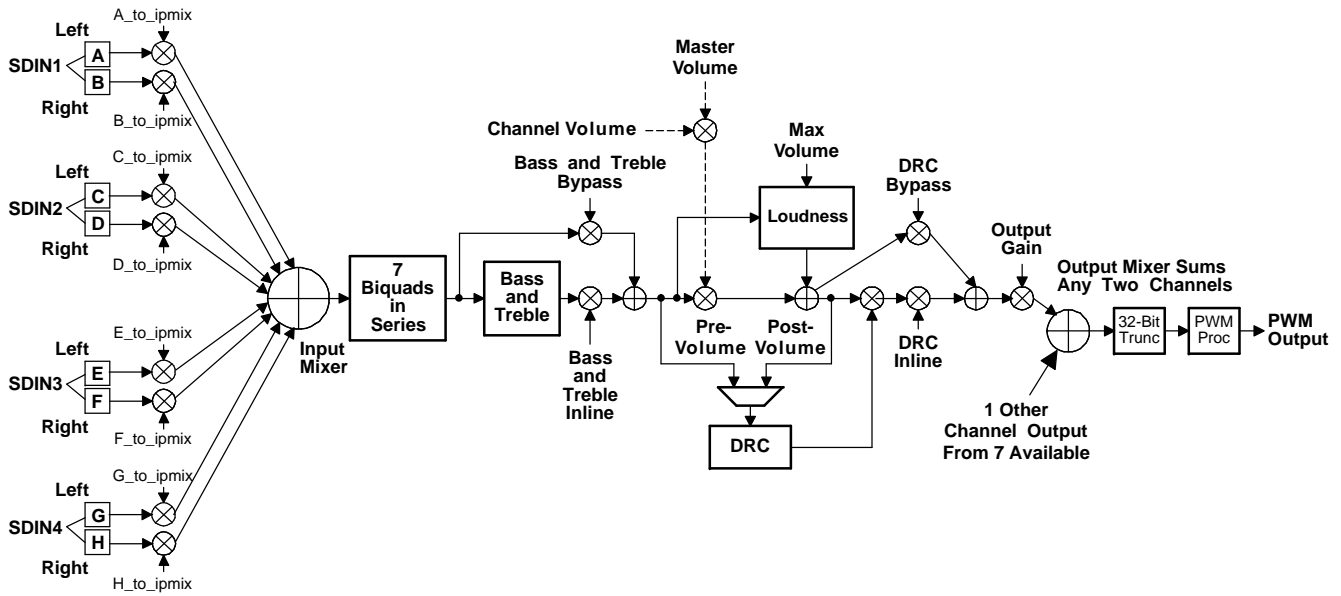 Left
A_to_ipmix
SDIN1
A
B
Right
B_to_ipmix
Left
C_to_ipmix
SDIN2
C
D
Right
D_to_ipmix
Left
E_to_ipmix
SDIN3
E
F
Right
F_to_ipmix
Left
G_to_ipmix
SDIN4
G
H
Right
H_to_ipmix
Input
Mixer
7
Biquads
in
Series
Bass and Treble
Bypass
Bass
and
Treble
Bass
and
Treble
Inline
Master
Volume
Channel Volume
Max
Volume
Loudness
Pre-
Volume
Post-
Volume
DRC
DRC
Bypass
DRC
Inline
Output
Gain
Output Mixer Sums
Any Two Channels
32-Bit
Trunc
PWM
Proc
PWM
Output
1 Other
Channel Output
From 7 Available